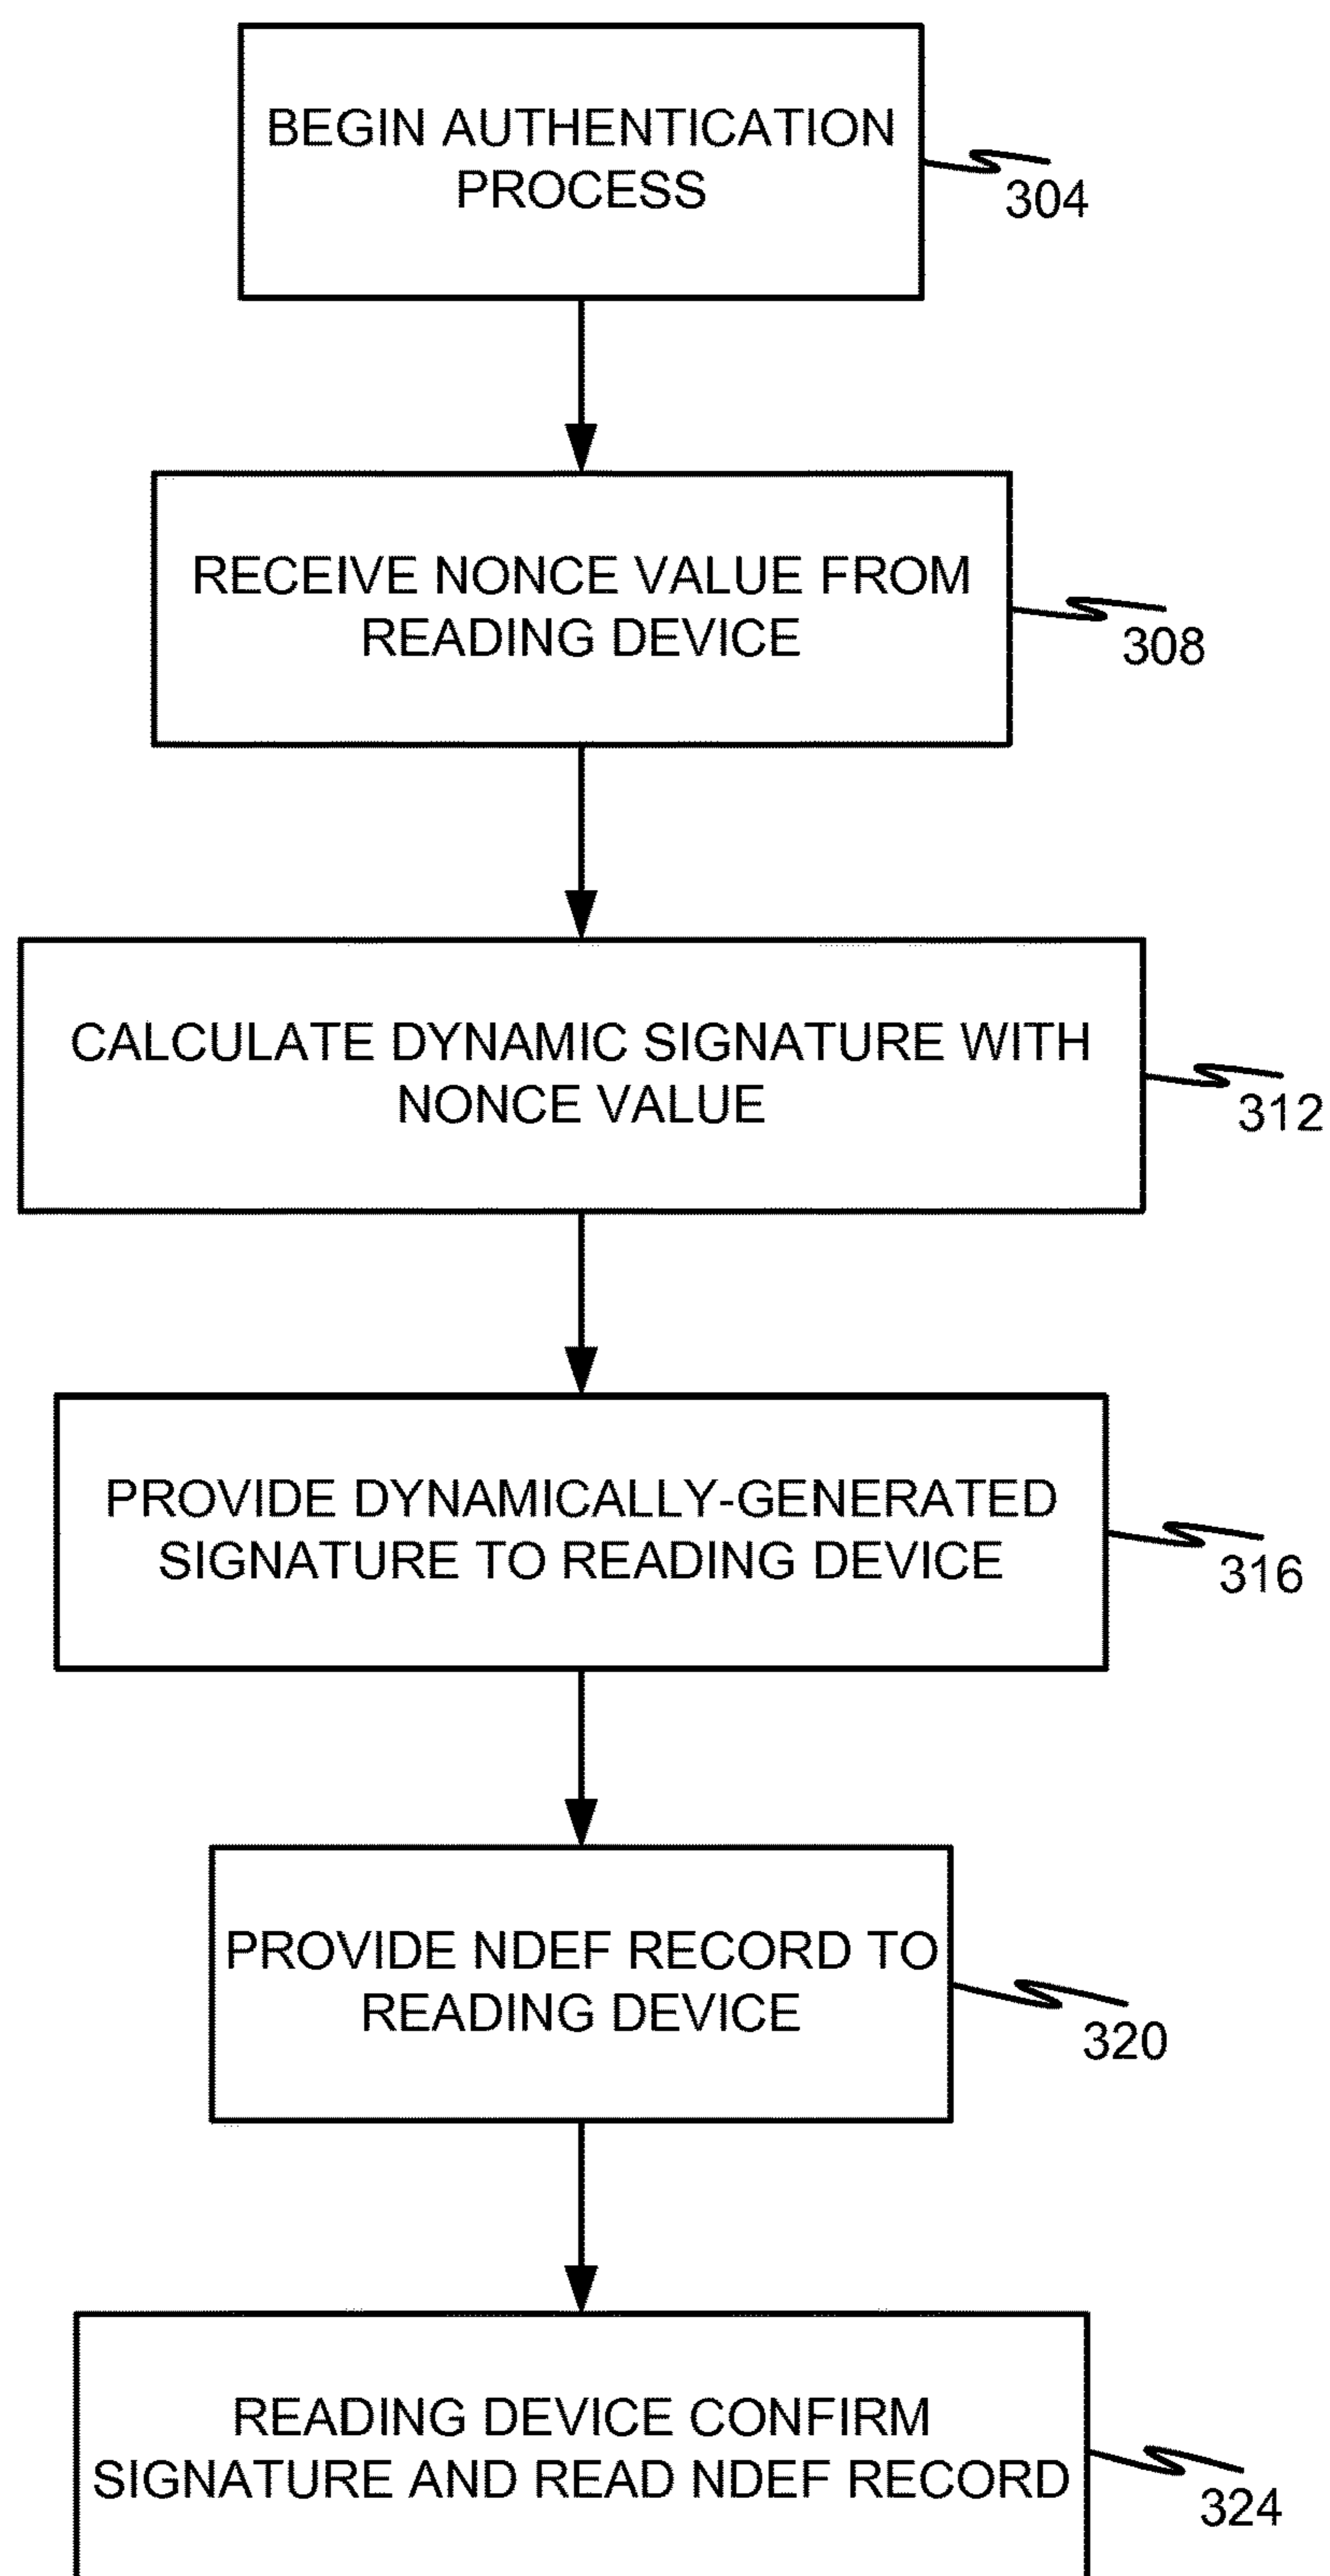 BEGIN AUTHENTICATION
PROCESS
304
RECEIVE NONCE VALUE FROM
READING DEVICE
308
CALCULATE DYNAMIC SIGNATURE WITH
NONCE VALUE
312
PROVIDE DYNAMICALLY-GENERATED
SIGNATURE TO READING DEVICE
316
PROVIDE NDEF RECORD TO
READING DEVICE
320
READING DEVICE CONFIRM
SIGNATURE AND READ NDEF RECORD
324